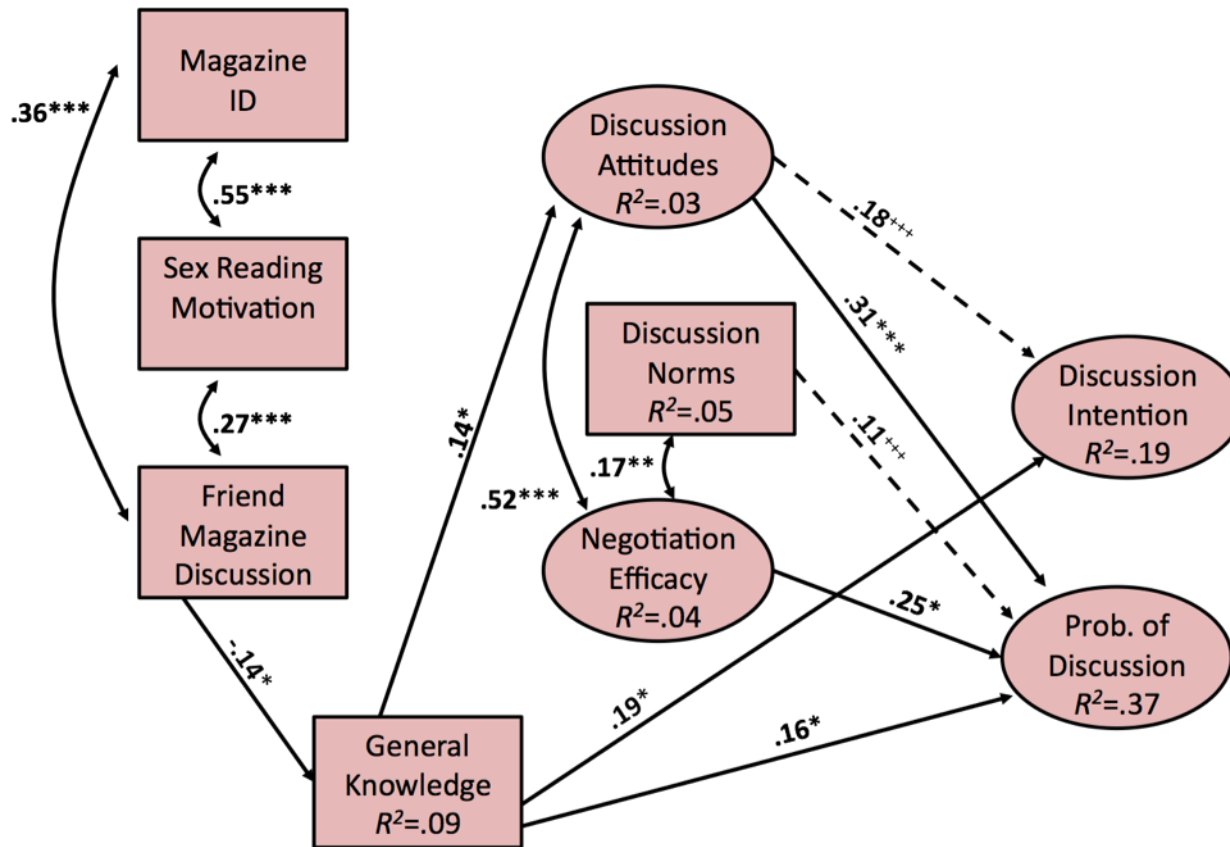 Magazine
ID
.36***
.55***
Sex Reading
Motivation
.27***
Friend
Magazine
Discussion
-.14*
General
Knowledge
R²=.09
.14*
Discussion
Attitudes
R²=.03
.52***
Discussion
Norms
R²=.05
.17**
Negotiation
Efficacy
R²=.04
.18⁺⁺⁺
.31***
.11⁺⁺⁺
.25*
.19*
.16*
Discussion
Intention
R²=.19
Prob. of
Discussion
R²=.37